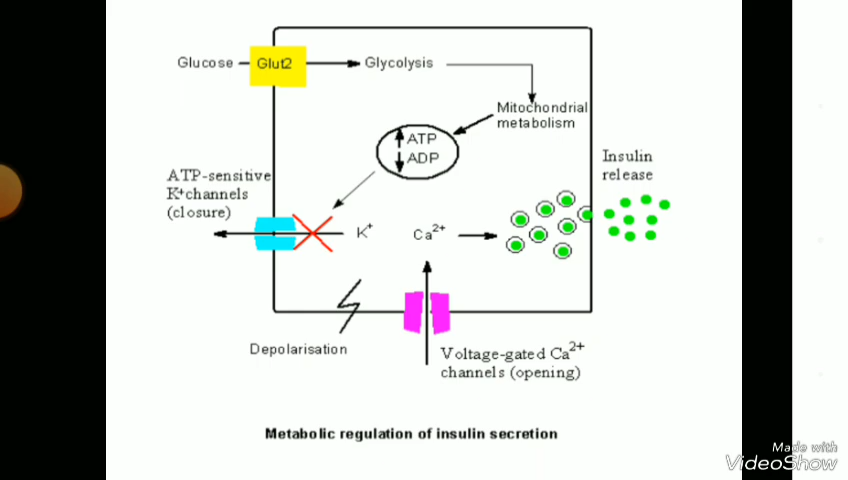 Glucose
Glut2
Glycolysis
Mitochondrial
metabolism
ATP
ADP
ATP-sensitive
K+channels
(closure)
K+
Ca2+
Insulin
release
Depolarisation
Voltage-gated Ca2+
channels (opening)
Metabolic regulation of insulin secretion
Made with
VideoShow